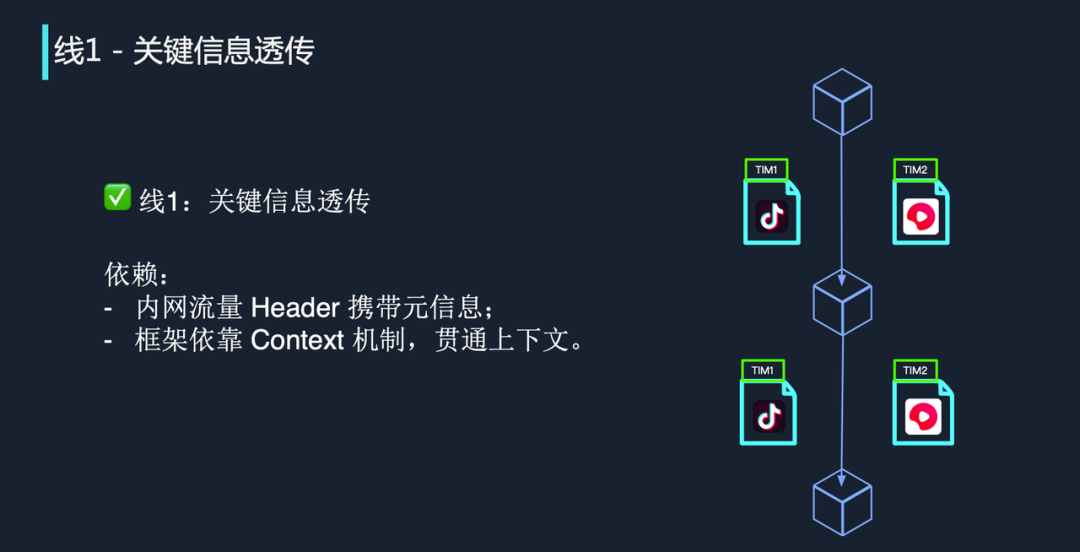 线1 - 关键信息透传
✅ 线1：关键信息透传
依赖：
- 内网流量 Header 携带元信息；
- 框架依靠 Context 机制，贯通上下文。
TIM1
TIM2
TIM1
TIM2